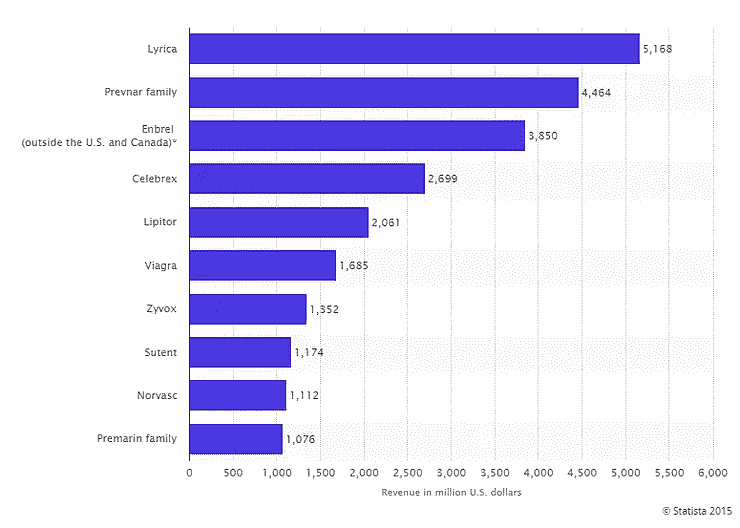 Lyrica 5,168
Prevnar family 4,464
Enbrel
(outside the U.S. and Canada)* 3,850
Celebrex 2,699
Lipitor 2,061
Viagra 1,685
Zyvox 1,352
Sutent 1,174
Norvasc 1,112
Premarin family 1,076
0 500 1,000 1,500 2,000 2,500 3,000 3,500 4,000 4,500 5,000 5,500 6,000
Revenue in million U.S. dollars
© Statista 2015